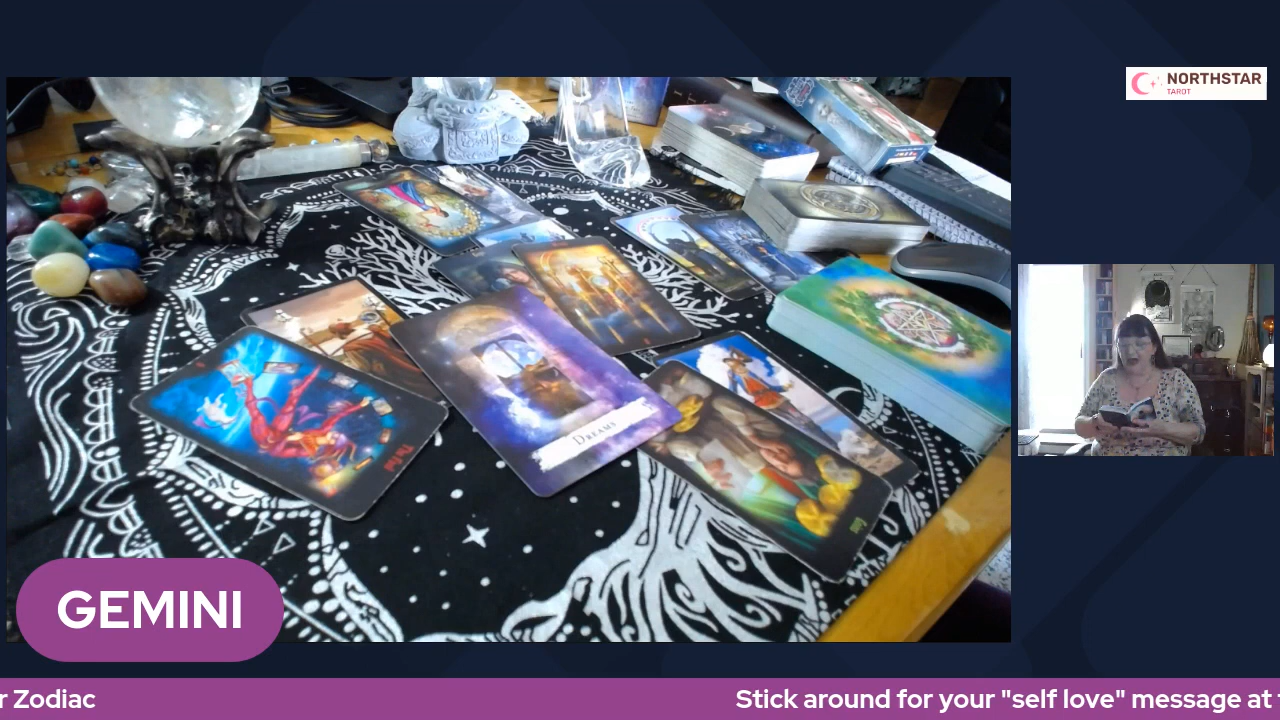 NORTHSTAR
TAROT
DREAMS
GEMINI
r Zodiac
Stick around for your "self love" message at